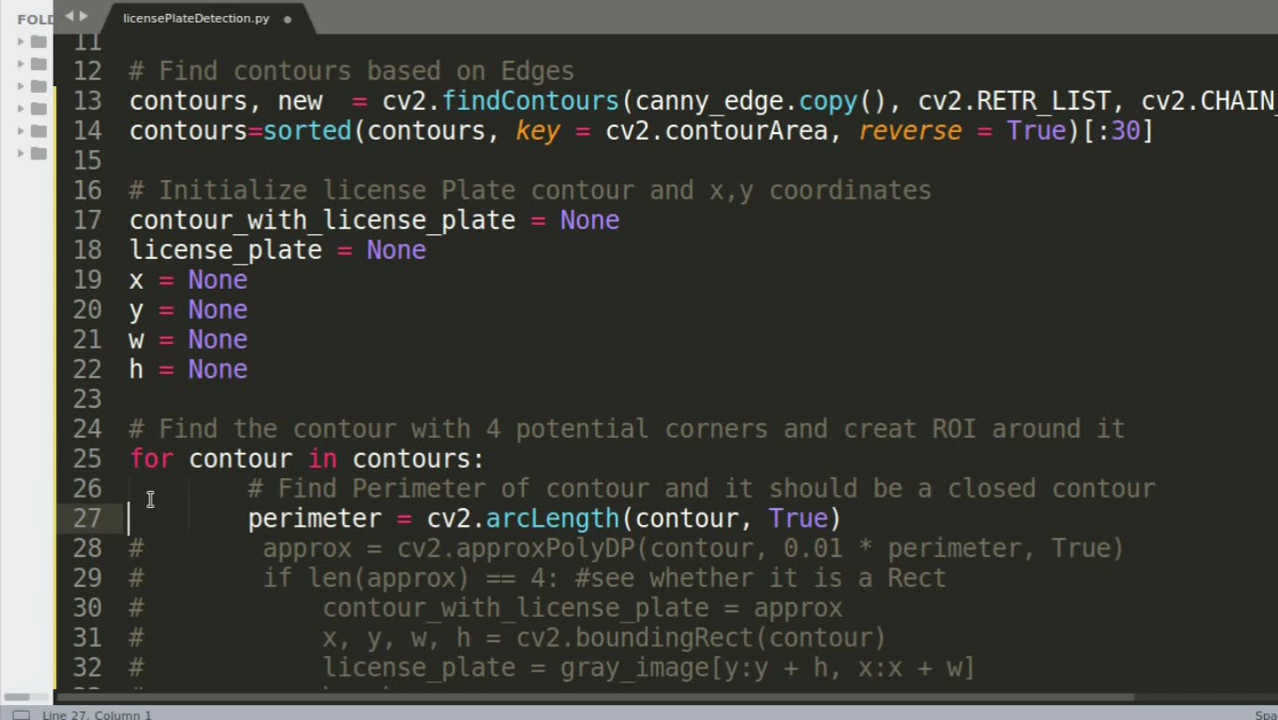 FOLD
licensePlateDetection.py
11
12 # Find contours based on Edges
13 contours, new  = cv2.findContours(canny_edge.copy(), cv2.RETR_LIST, cv2.CHAIN_
14 contours=sorted(contours, key = cv2.contourArea, reverse = True)[:30]
15
16 # Initialize license Plate contour and x,y coordinates
17 contour_with_license_plate = None
18 license_plate = None
19 x = None
20 y = None
21 w = None
22 h = None
23
24 # Find the contour with 4 potential corners and creat ROI around it
25 for contour in contours:
26         # Find Perimeter of contour and it should be a closed contour
27         perimeter = cv2.arcLength(contour, True)
28 #        approx = cv2.approxPolyDP(contour, 0.01 * perimeter, True)
29 #        if len(approx) == 4: #see whether it is a Rect
30 #            contour_with_license_plate = approx
31 #            x, y, w, h = cv2.boundingRect(contour)
32 #            license_plate = gray_image[y:y + h, x:x + w]
Line 27, Column 1
Spa